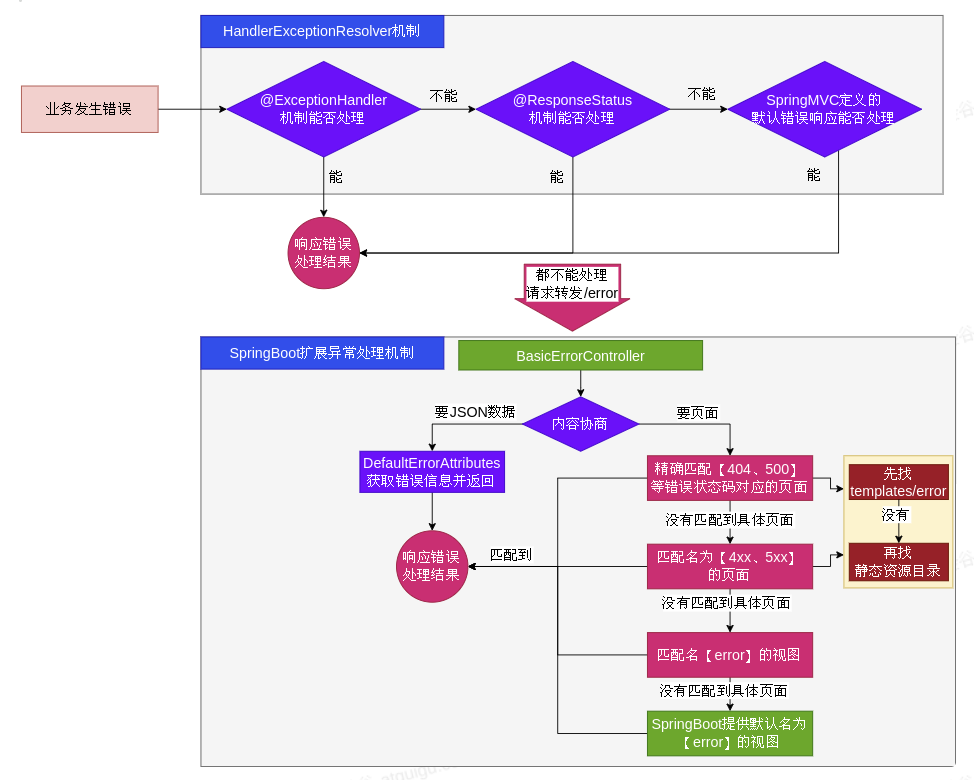 HandlerExceptionResolver机制
业务发生错误
@ExceptionHandler
机制能否处理
不能
@ResponseStatus
机制能否处理
不能
SpringMVC定义的
默认错误响应能否处理
能
能
能
响应错误
处理结果
都不能处理
请求转发/error
SpringBoot扩展异常处理机制
BasicErrorController
内容协商
要JSON数据
要页面
DefaultErrorAttributes
获取错误信息并返回
精确匹配【404、500】
等错误状态码对应的页面
先找
templates/error
没有
再找
静态资源目录
没有匹配到具体页面
响应错误
处理结果
匹配到
匹配名为【4xx、5xx】
的页面
没有匹配到具体页面
匹配名【error】的视图
没有匹配到具体页面
SpringBoot提供默认名为
【error】的视图